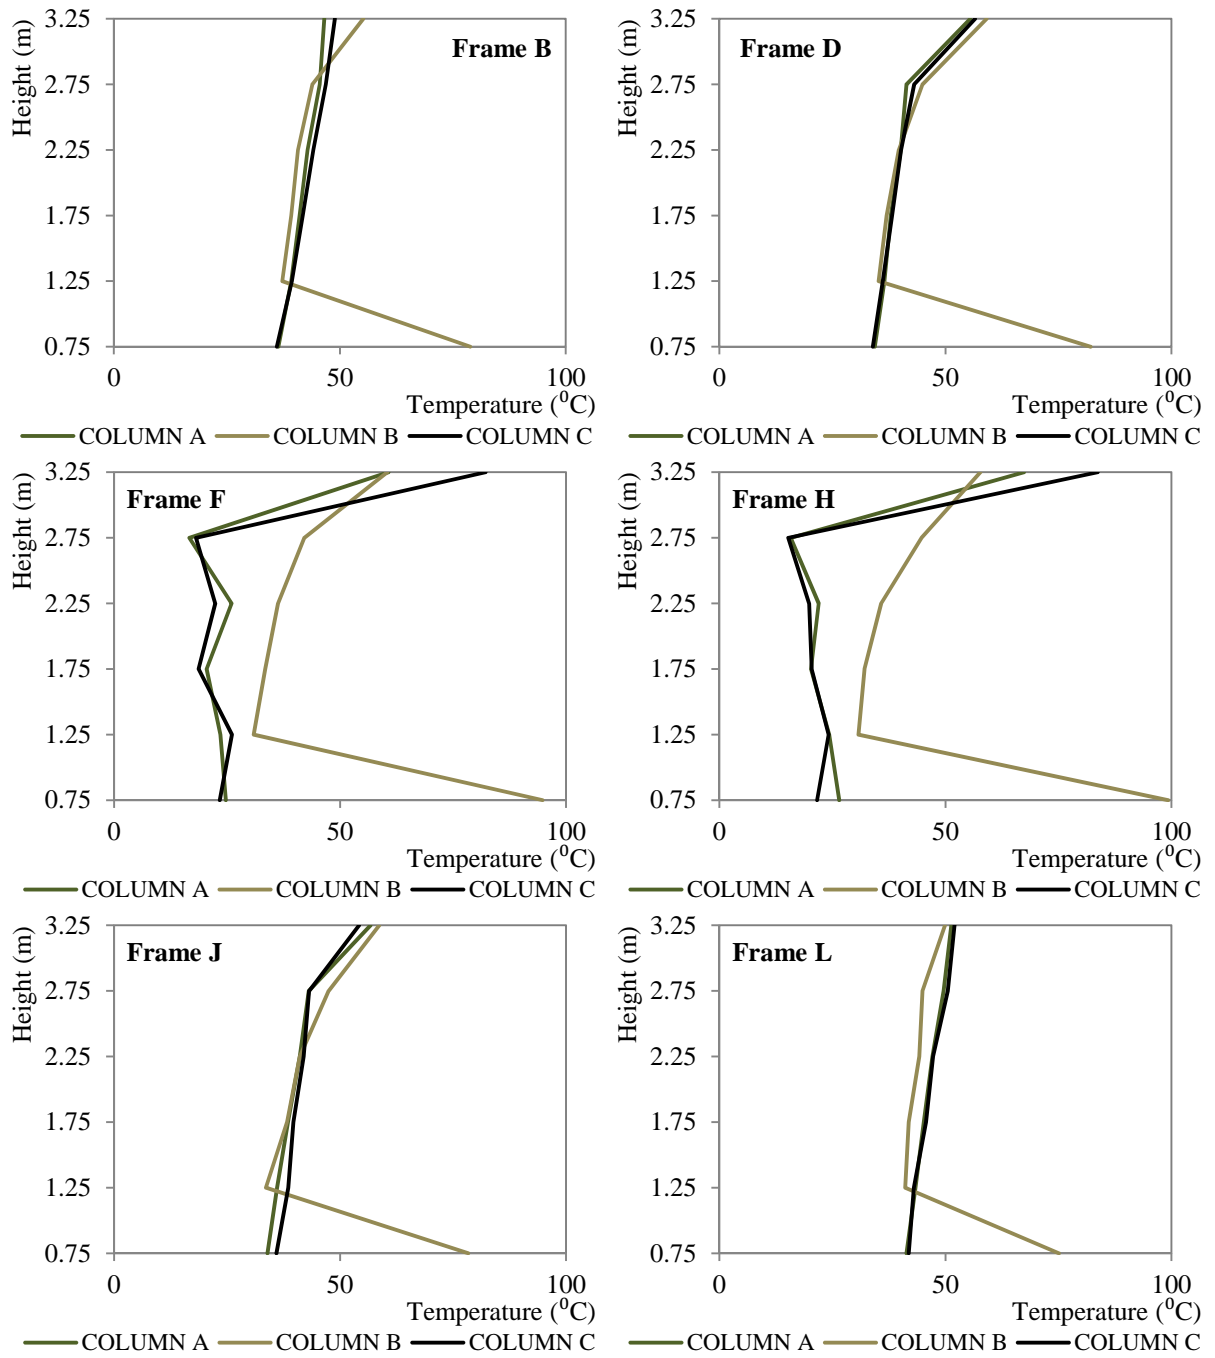 3.25
2.75
2.25
1.75
1.25
0.75
Height (m)
Frame B
0 50 100
Temperature (⁰C)
COLUMN A COLUMN B COLUMN C
3.25
2.75
2.25
1.75
1.25
0.75
Height (m)
Frame D
0 50 100
Temperature (⁰C)
COLUMN A COLUMN B COLUMN C
3.25
2.75
2.25
1.75
1.25
0.75
Height (m)
Frame F
0 50 100
Temperature (⁰C)
COLUMN A COLUMN B COLUMN C
3.25
2.75
2.25
1.75
1.25
0.75
Height (m)
Frame H
0 50 100
Temperature (⁰C)
COLUMN A COLUMN B COLUMN C
3.25
2.75
2.25
1.75
1.25
0.75
Height (m)
Frame J
0 50 100
Temperature (⁰C)
COLUMN A COLUMN B COLUMN C
3.25
2.75
2.25
1.75
1.25
0.75
Height (m)
Frame L
0 50 100
Temperature (⁰C)
COLUMN A COLUMN B COLUMN C